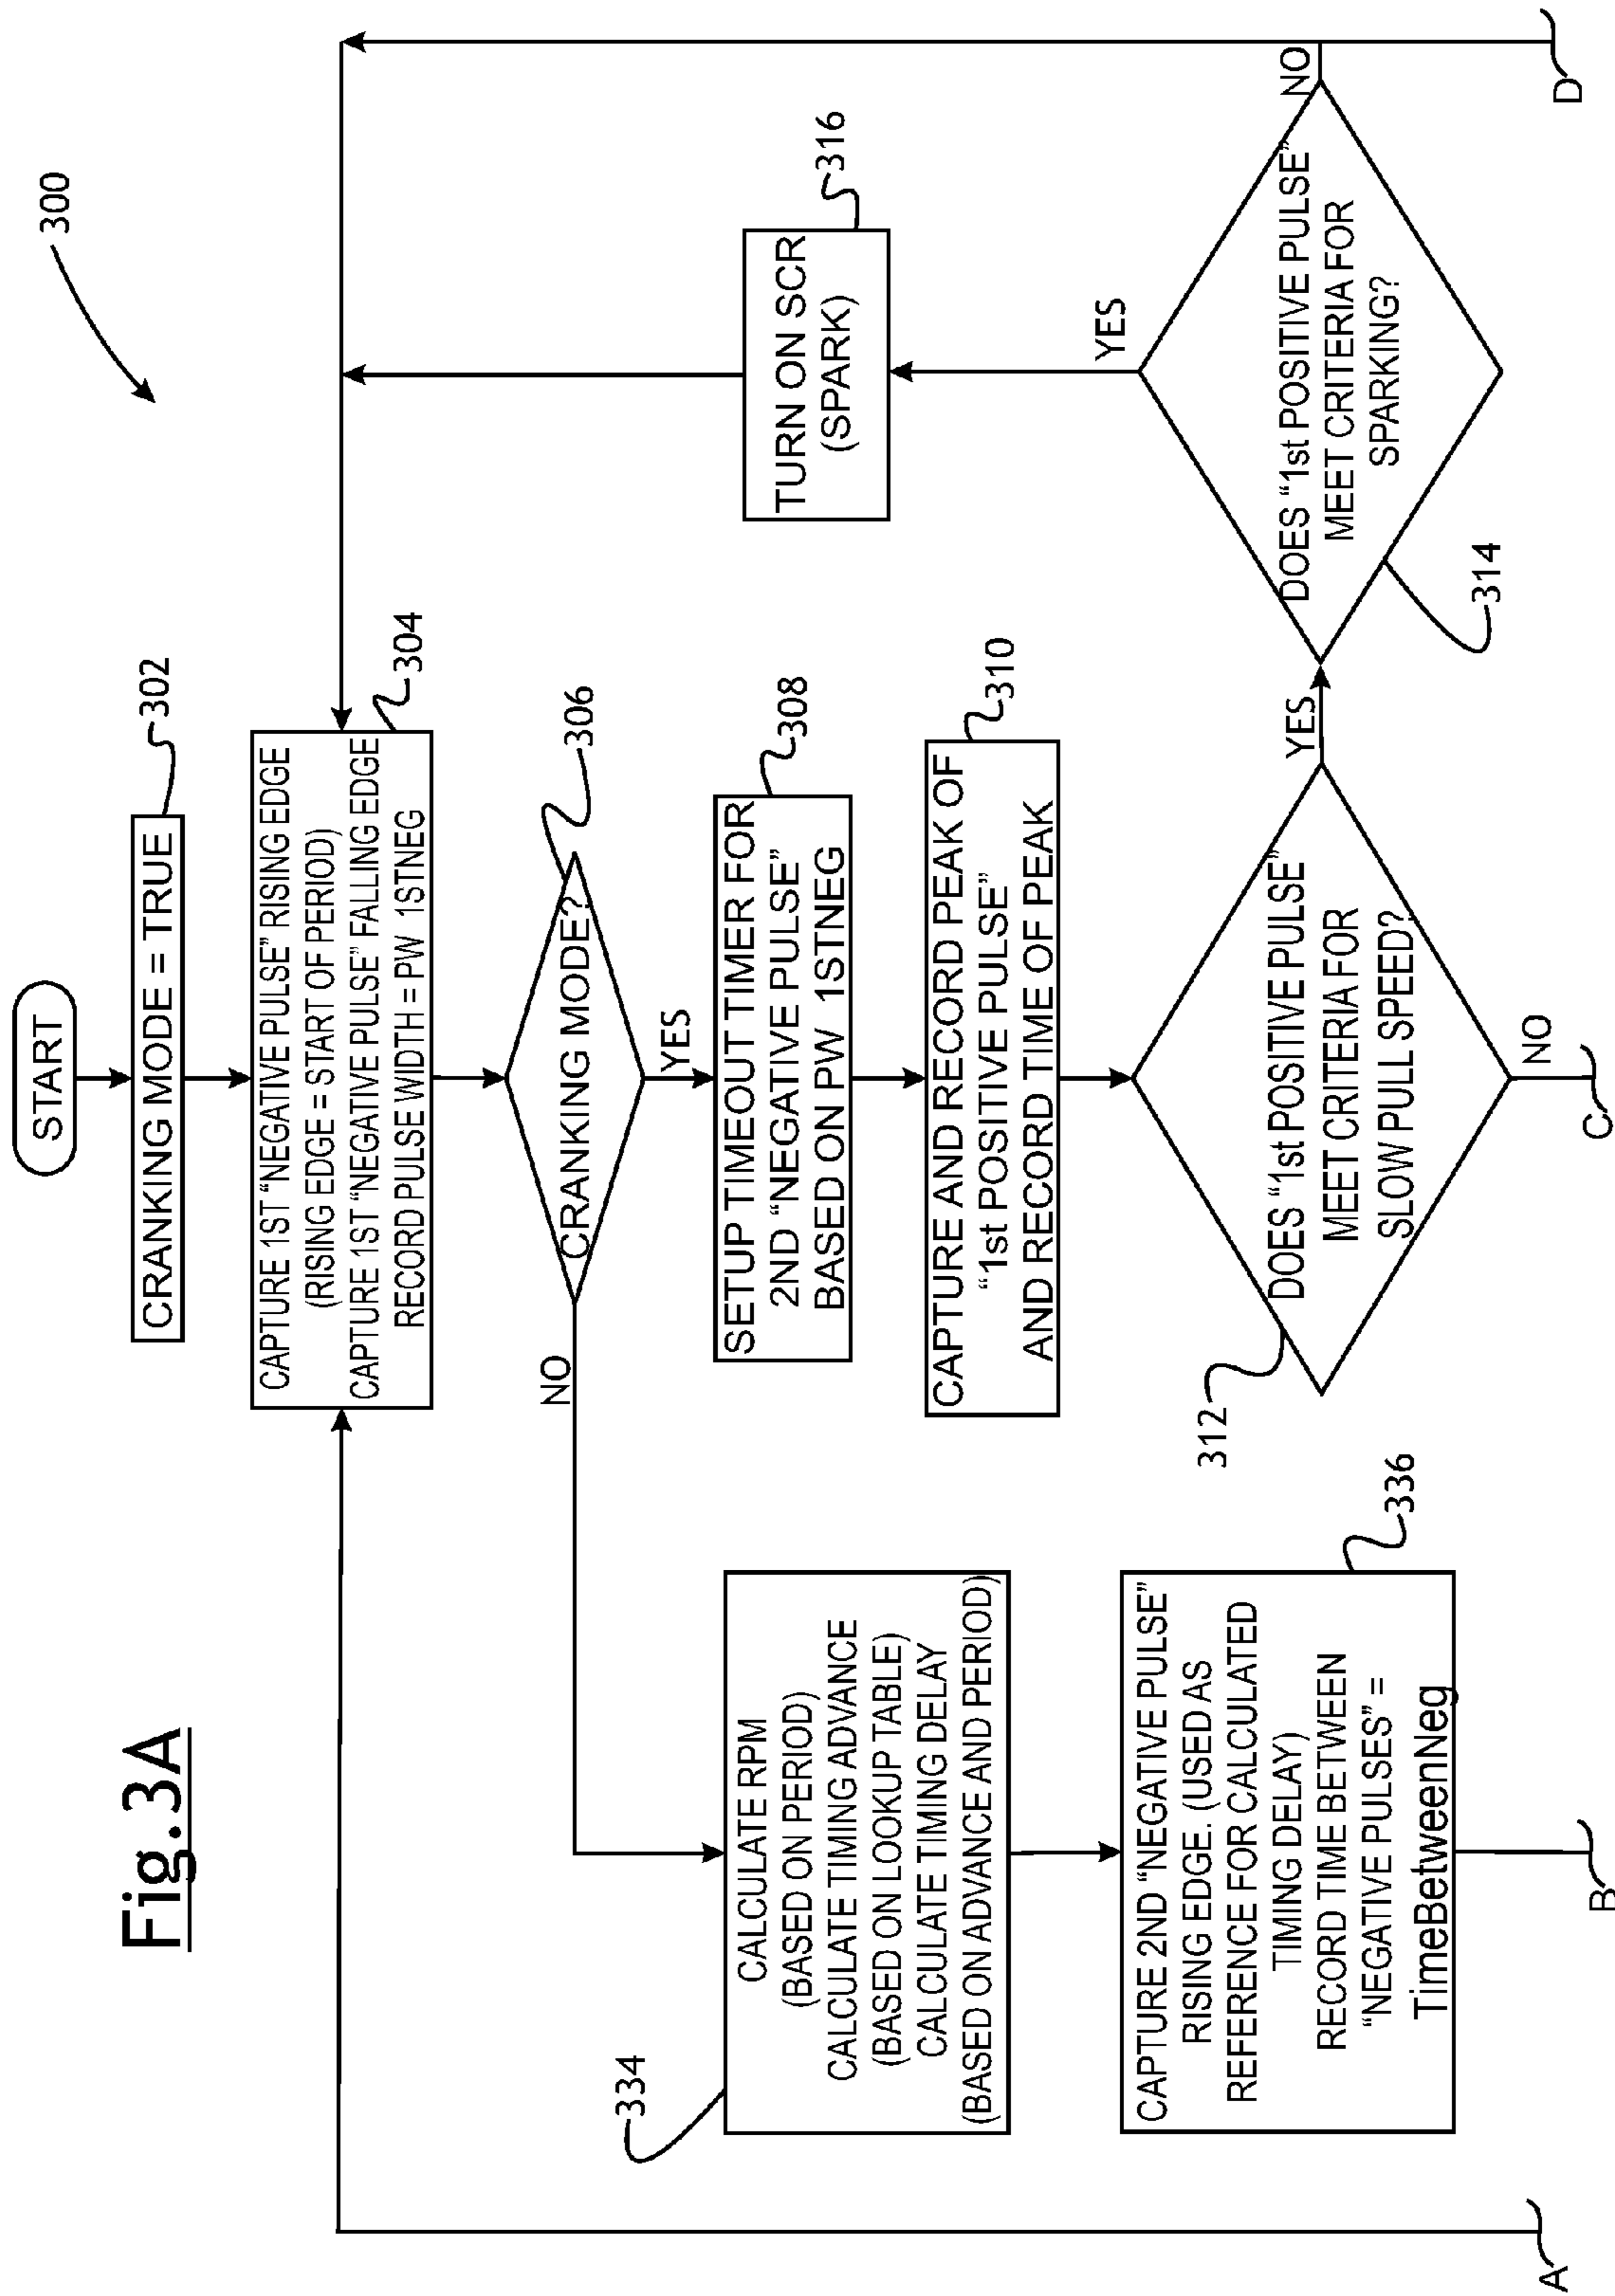 Fig.3A
300
START
CRANKING MODE = TRUE
302
CAPTURE 1ST “NEGATIVE PULSE” RISING EDGE
(RISING EDGE = START OF PERIOD)
CAPTURE 1ST “NEGATIVE PULSE” FALLING EDGE
RECORD PULSE WIDTH = PW 1STNEG
304
CRANKING MODE?
306
NO
YES
SETUP TIMEOUT TIMER FOR
2ND “NEGATIVE PULSE”
BASED ON PW 1STNEG
308
CAPTURE AND RECORD PEAK OF
“1st POSITIVE PULSE”
AND RECORD TIME OF PEAK
310
DOES “1st POSITIVE PULSE”
MEET CRITERIA FOR
SLOW PULL SPEED?
312
YES
NO
C
DOES “1st POSITIVE PULSE”
MEET CRITERIA FOR
SPARKING?
314
YES
NO
D
TURN ON SCR
(SPARK)
316
334
CALCULATE RPM
(BASED ON PERIOD)
CALCULATE TIMING ADVANCE
(BASED ON LOOKUP TABLE)
CALCULATE TIMING DELAY
(BASED ON ADVANCE AND PERIOD)
CAPTURE 2ND “NEGATIVE PULSE”
RISING EDGE. (USED AS
REFERENCE FOR CALCULATED
TIMING DELAY)
RECORD TIME BETWEEN
“NEGATIVE PULSES” =
TimeBetweenNeg
336
B
A